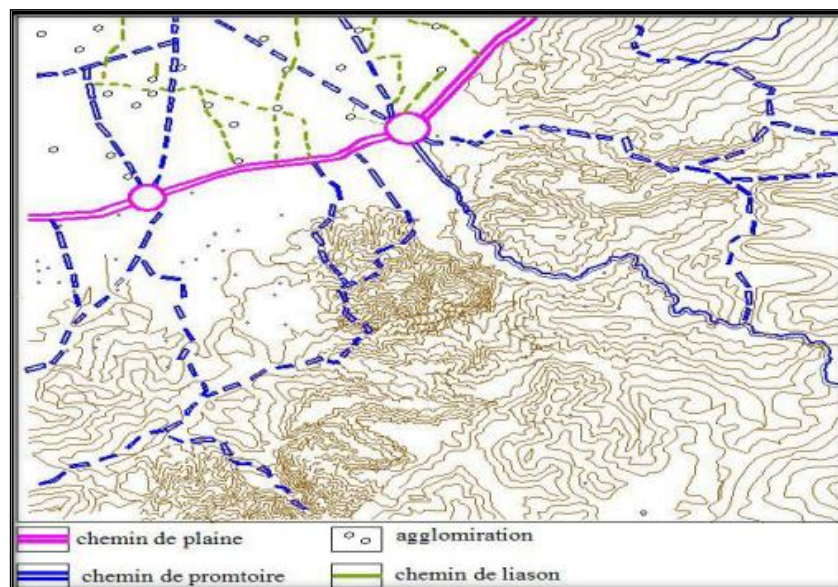 chemin de plaine
agglomiration
chemin de promtoire
chemin de liason